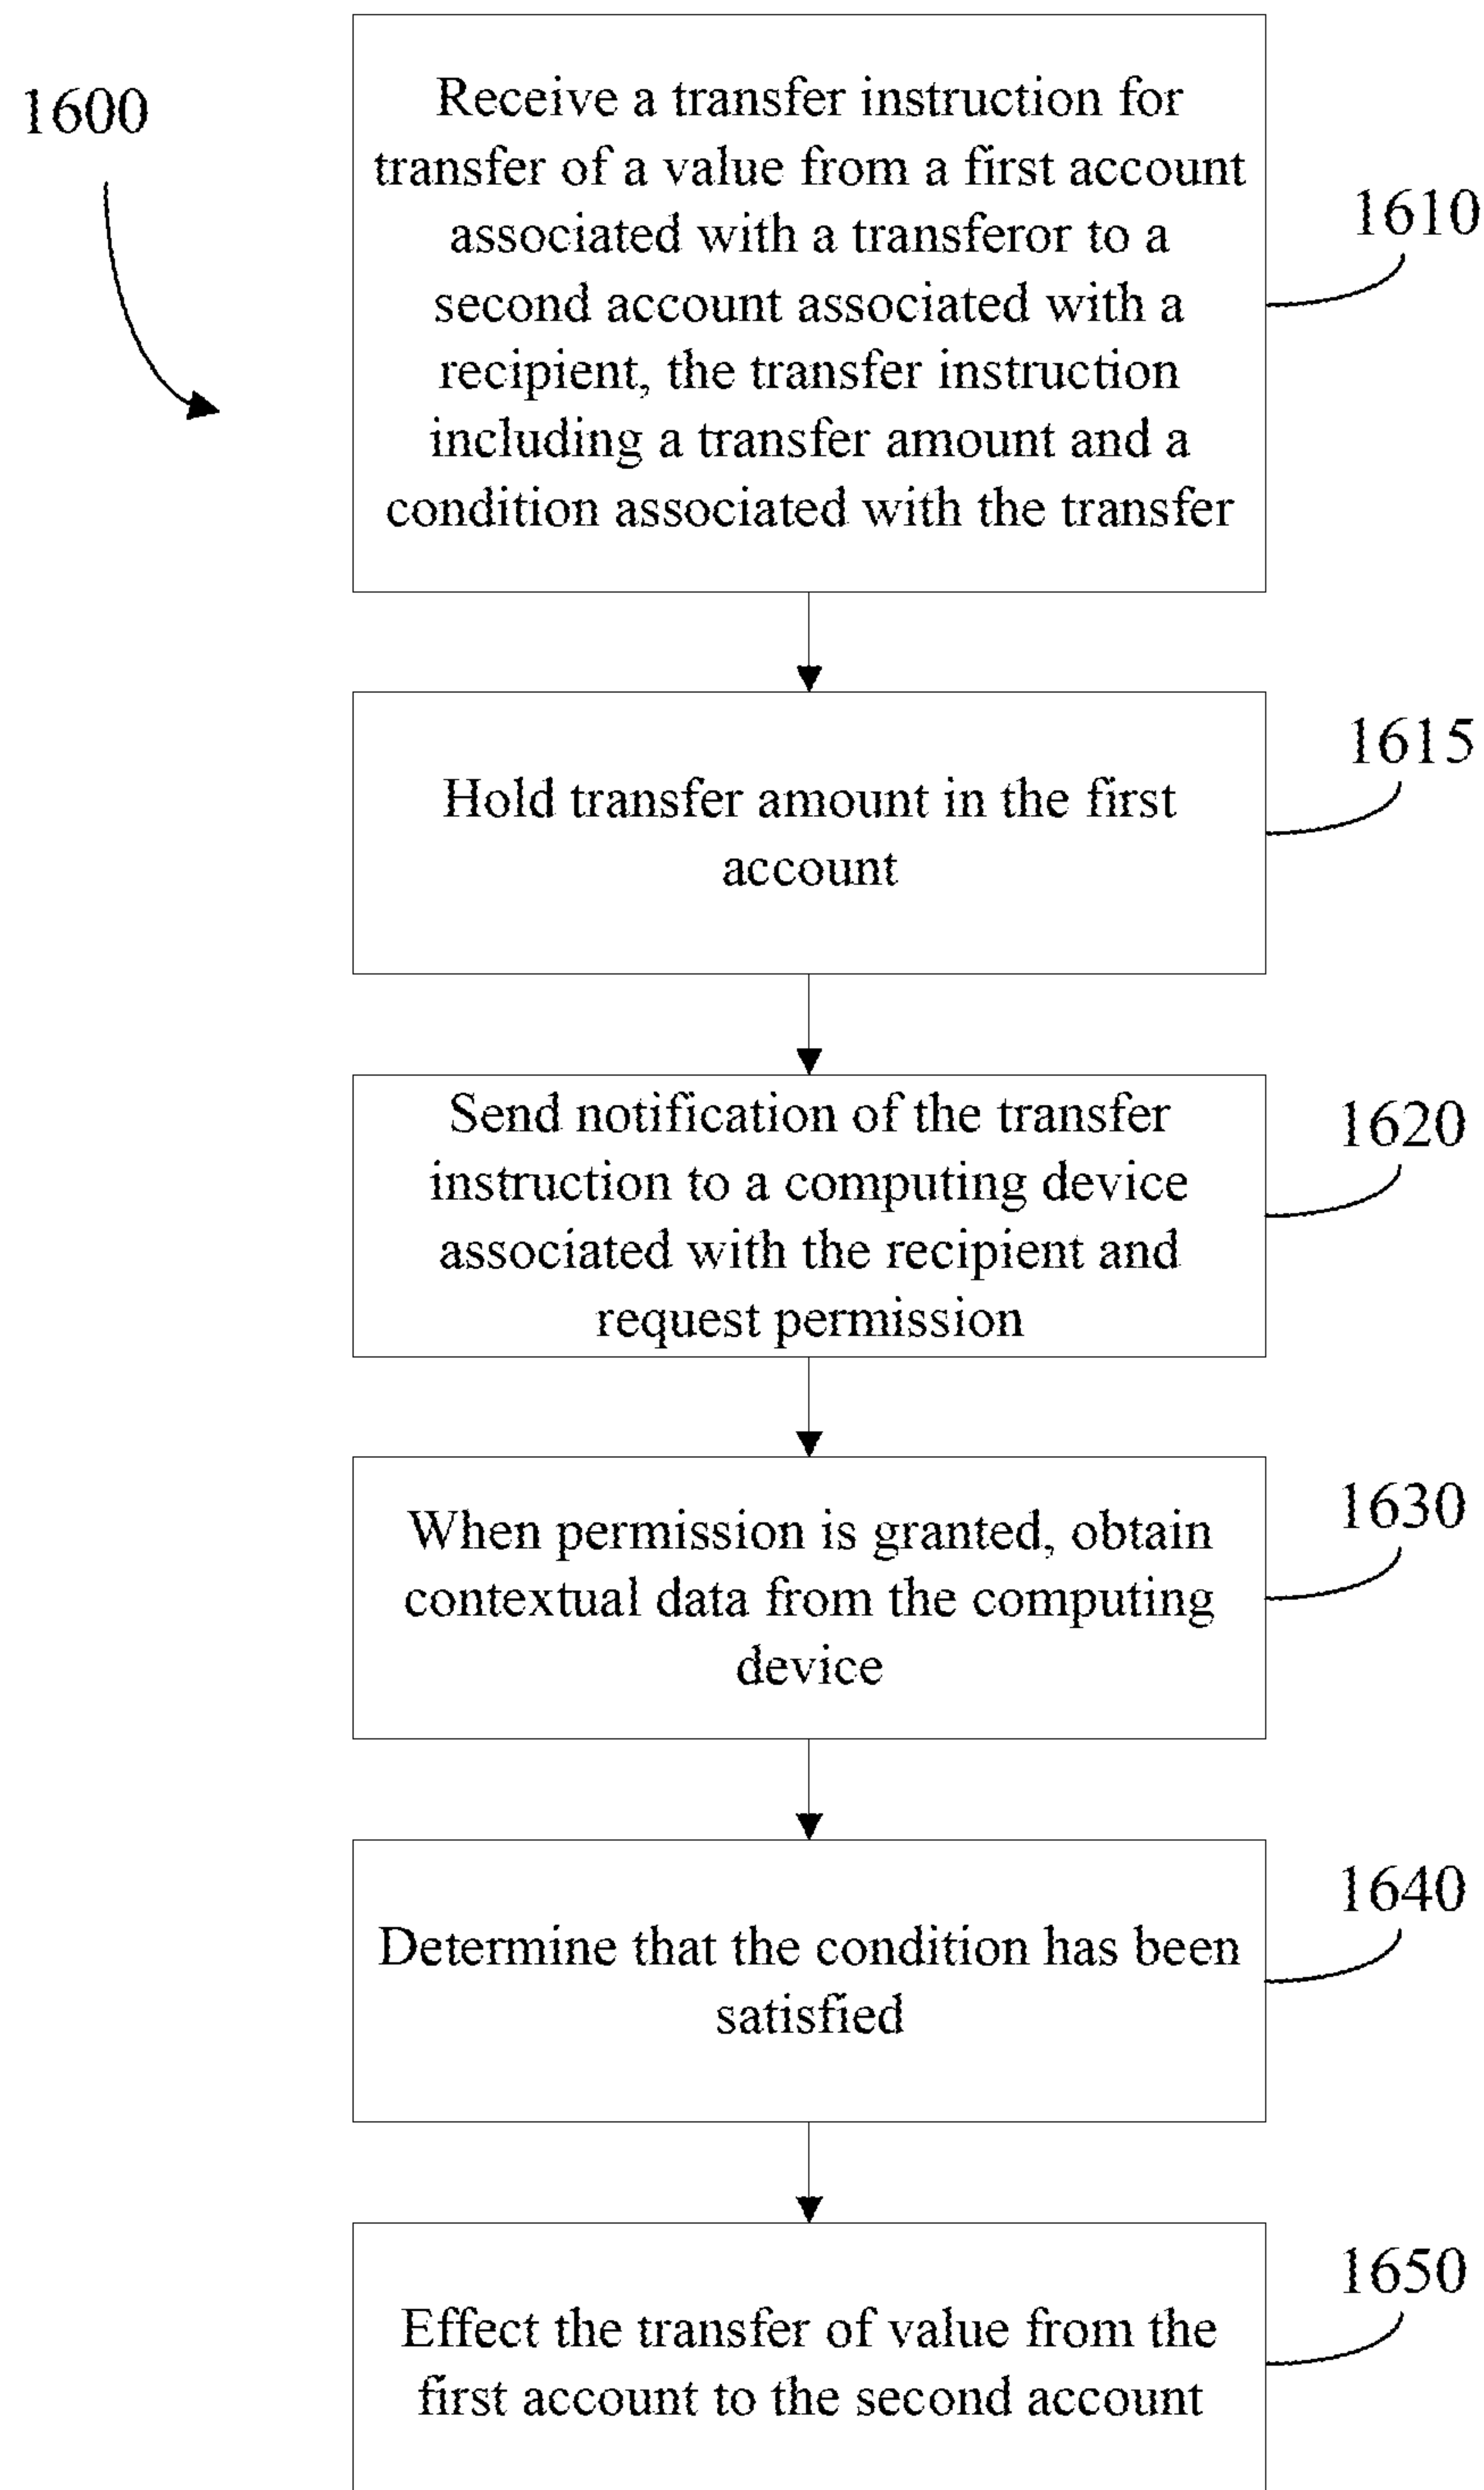 1600
Receive a transfer instruction for
transfer of a value from a first account
associated with a transferor to a
second account associated with a
recipient, the transfer instruction
including a transfer amount and a
condition associated with the transfer
1610
Hold transfer amount in the first
account
1615
Send notification of the transfer
instruction to a computing device
associated with the recipient and
request permission
1620
When permission is granted, obtain
contextual data from the computing
device
1630
Determine that the condition has been
satisfied
1640
Effect the transfer of value from the
first account to the second account
1650